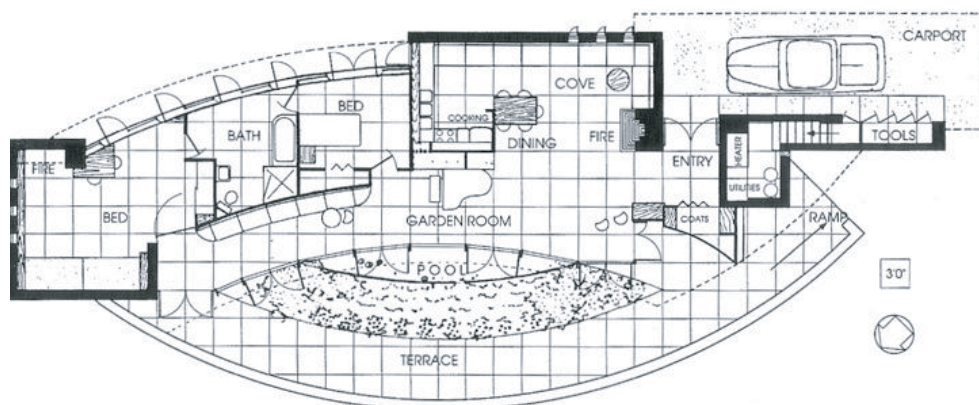 CARPORT
COVE
BED
COOKING
BATH
DINING
FIRE
ENTRY
HEATER
TOOLS
FIRE
UTILITIES
BED
GARDEN ROOM
COATS
RAMP
POOL
3'0"
TERRACE